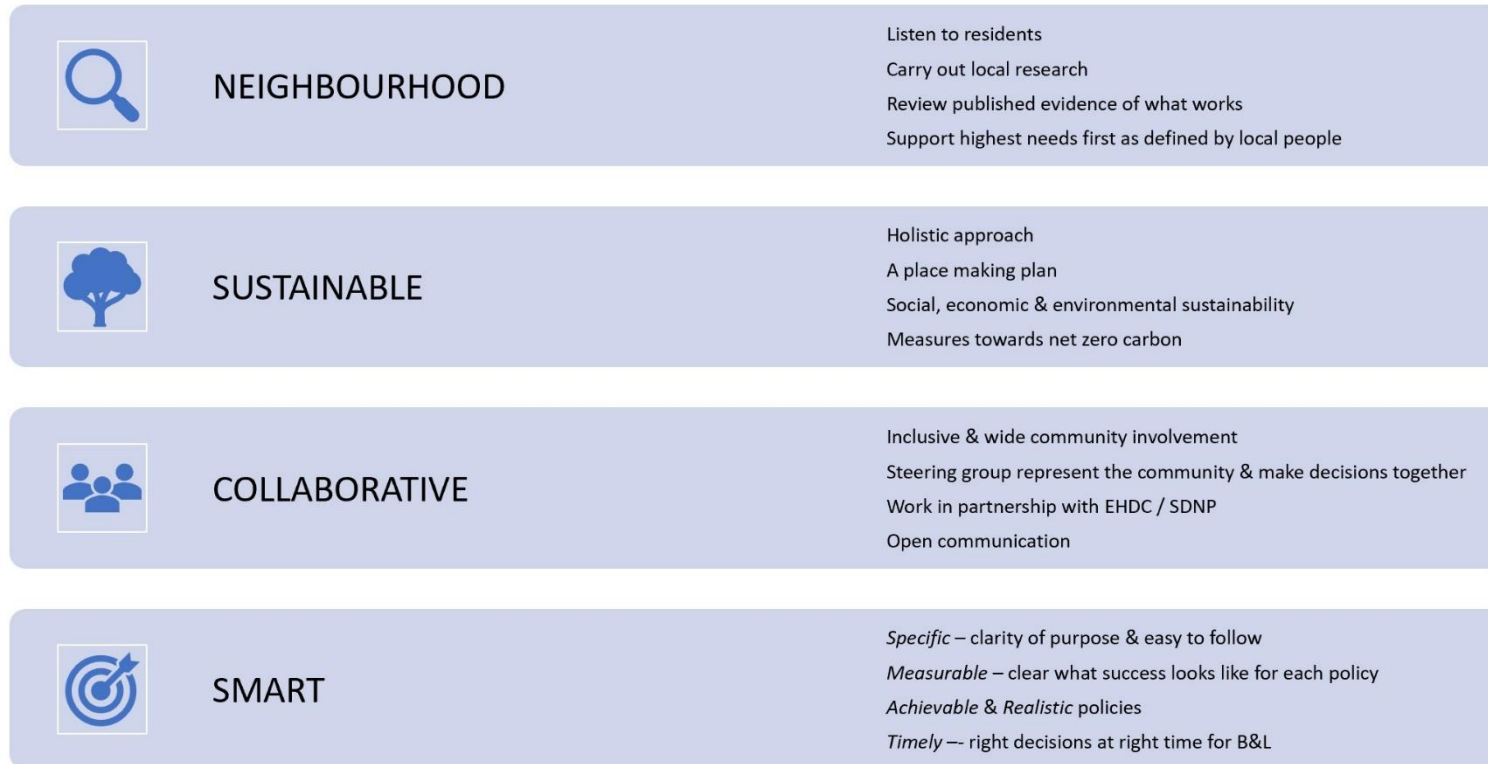 NEIGHBOURHOOD
Listen to residents
Carry out local research
Review published evidence of what works
Support highest needs first as defined by local people
SUSTAINABLE
Holistic approach
A place making plan
Social, economic & environmental sustainability
Measures towards net zero carbon
COLLABORATIVE
Inclusive & wide community involvement
Steering group represent the community & make decisions together
Work in partnership with EHDC / SDNP
Open communication
SMART
Specific – clarity of purpose & easy to follow
Measurable – clear what success looks like for each policy
Achievable & Realistic policies
Timely –- right decisions at right time for B&L